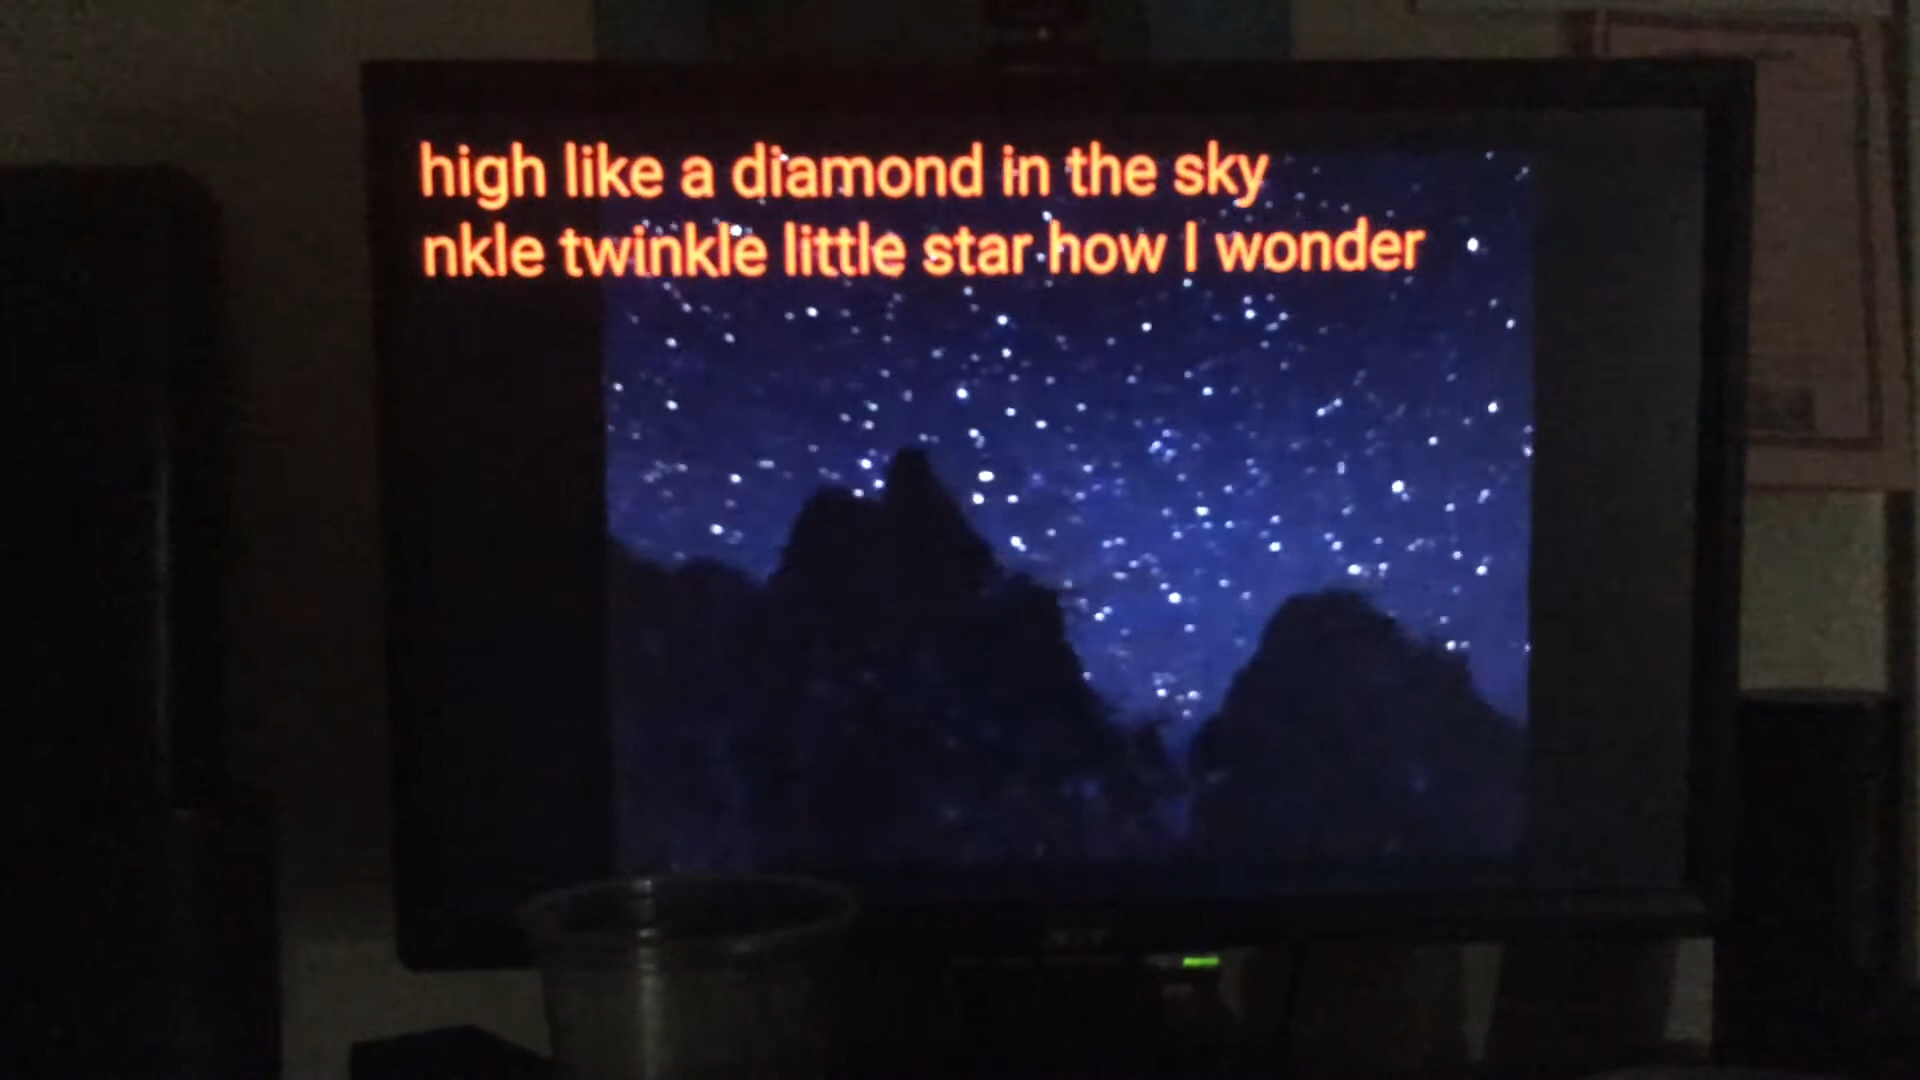 high like a diamond in the sky
nkle twinkle little star how I wonder